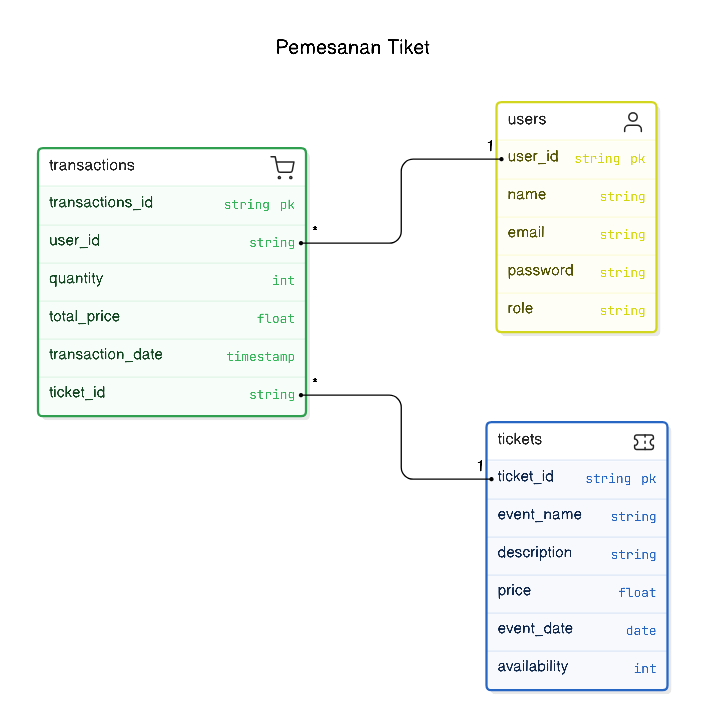 Pemesanan Tiket
transactions
transactions_id string pk
user_id string
quantity int
total_price float
transaction_date timestamp
ticket_id string
*
*
1
1
users
user_id string pk
name string
email string
password string
role string
tickets
ticket_id string pk
event_name string
description string
price float
event_date date
availability int